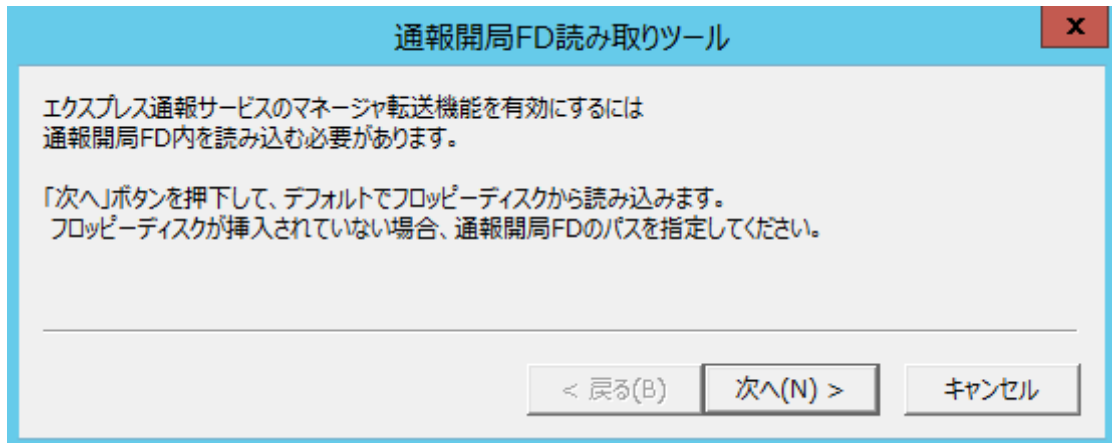 通報開局FD読み取りツール
x
エクスプレス通報サービスのマネージャ転送機能を有効にするには
通報開局FD内を読み込む必要があります。
「次へ」ボタンを押下して、デフォルトでフロッピーディスクから読み込みます。
フロッピーディスクが挿入されていない場合、通報開局FDのパスを指定してください。
< 戻る(B)
次へ(N) >
キャンセル